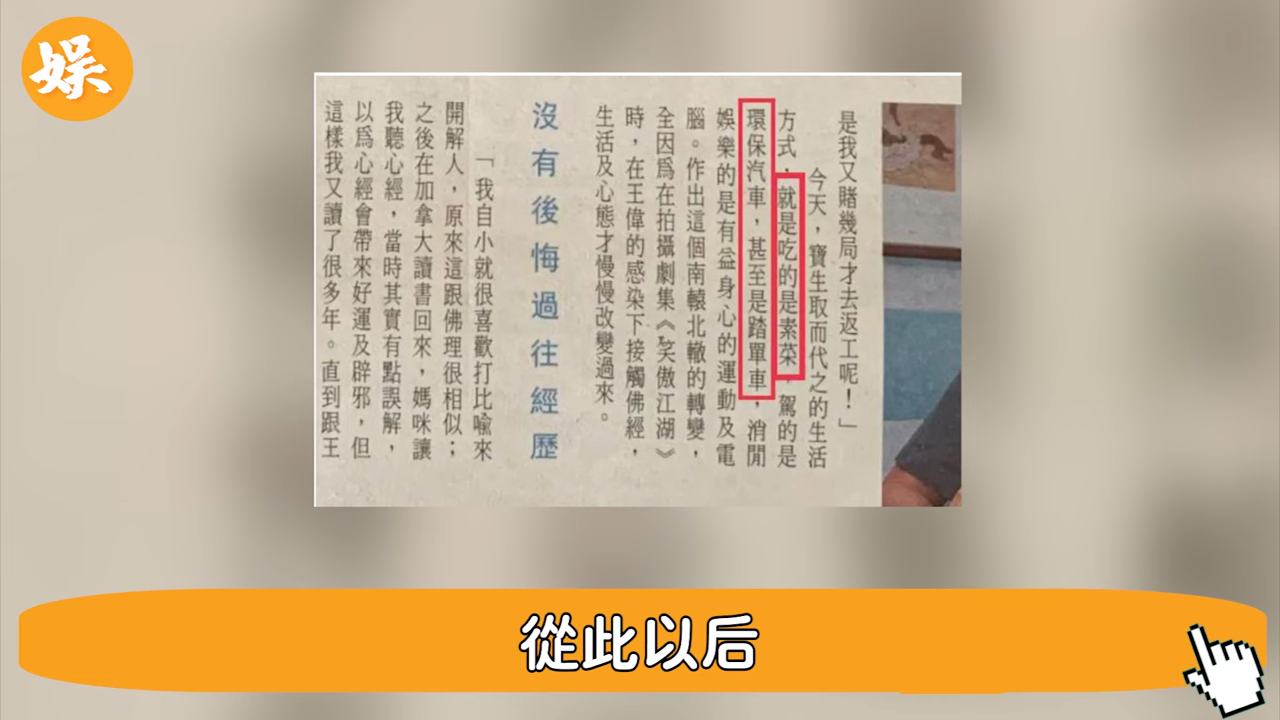 娛
是我又賭幾局才去返工呢！」
今天，寶生取而代之的生活
方式，就是吃的是素菜，駕的是
環保汽車，甚至是踏單車，消閒
娛樂的是有益身心的運動及電
腦。作出這個南轅北轍的轉變，
全因爲在拍攝劇集《笑傲江湖》
時，在王偉的感染下接觸佛經，
生活及心態才慢慢改變過來。
沒有後悔過往經歷
「我自小就很喜歡打比喻來
開解人，原來這跟佛理很相似；
之後在加拿大讀書回來，媽咪讓
我聽心經，當時其實有點誤解，
以爲心經會帶來好運及辟邪，但
這樣我又讀了很多年。直到跟王
從此以后